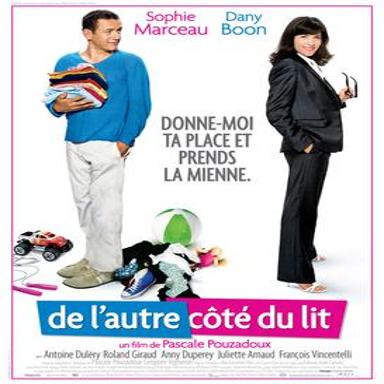 Sophie Dany
Marceau Boon
DONNE-MOI
TA PLACE ET
PRENDS
LA MIENNE.
de l'autre côté du lit
un film de PASCALE POUZADOUX
avec Antoine Duléry Roland Giraud Anny Duperey Juliette Arnaud François Vincentelli